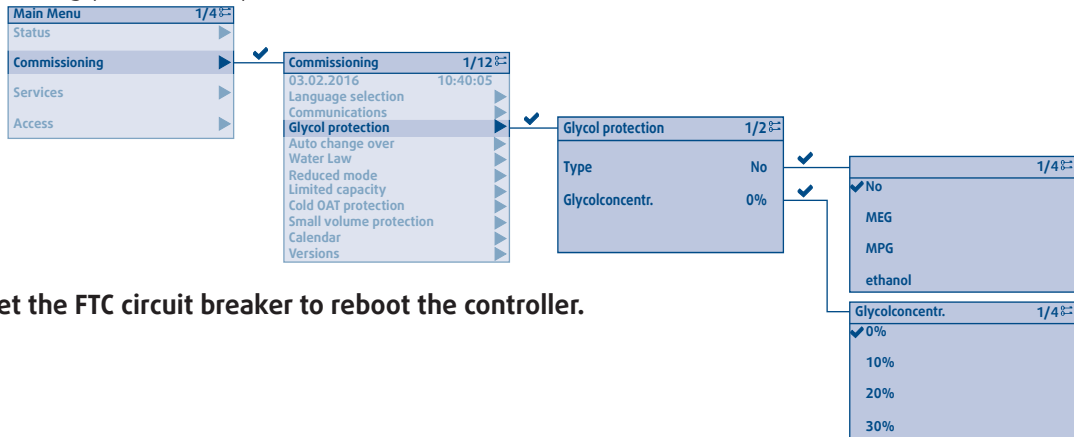 Main Menu 1/4
Status
Commissioning
Services
Access
Commissioning 1/12
03.02.2016 10:40:05
Language selection
Communications
Glycol protection
Auto change over
Water Law
Reduced mode
Limited capacity
Cold OAT protection
Small volume protection
Calendar
Versions
Glycol protection 1/2
Type No
Glycolconcentr. 0%
1/4
No
MEG
MPG
ethanol
Glycolconcentr. 1/4
0%
10%
20%
30%
et the FTC circuit breaker to reboot the controller.